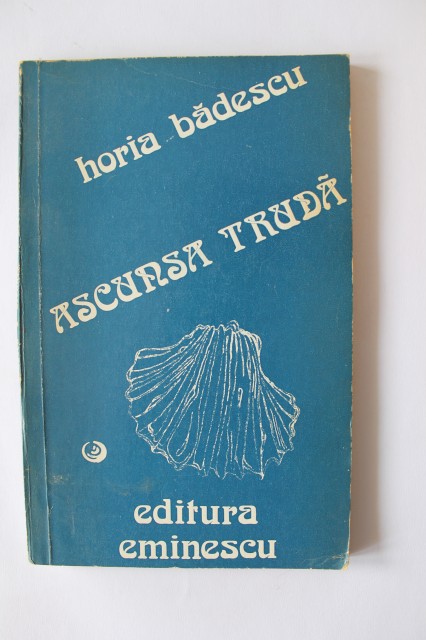 horia bădescu
ASCUNSA TRUDĂ
editura
eminescu